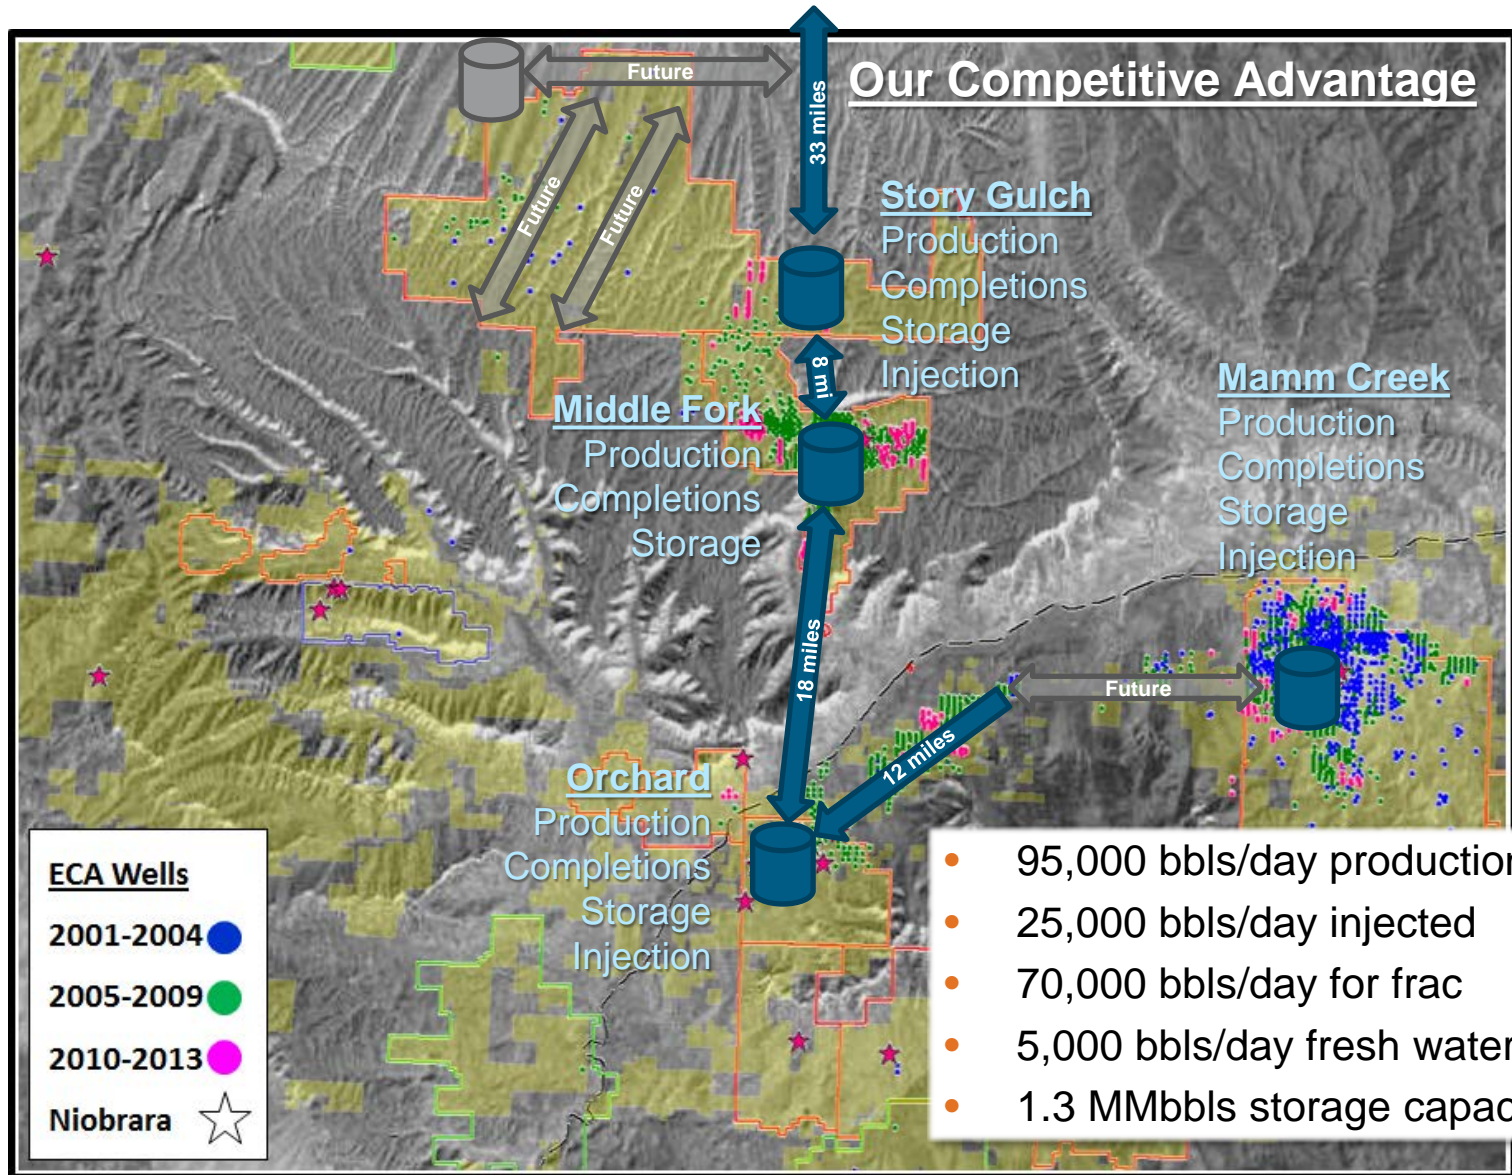 Our Competitive Advantage
Future
33 miles
Future
Future
Story Gulch
Production
Completions
Storage
Injection
8 mi
Middle Fork
Production
Completions
Storage
Mamm Creek
Production
Completions
Storage
Injection
18 miles
Future
12 miles
Orchard
Production
Completions
Storage
Injection
ECA Wells
2001-2004
2005-2009
2010-2013
Niobrara
• 95,000 bbls/day production
• 25,000 bbls/day injected
• 70,000 bbls/day for frac
• 5,000 bbls/day fresh water
• 1.3 MMbbls storage capac